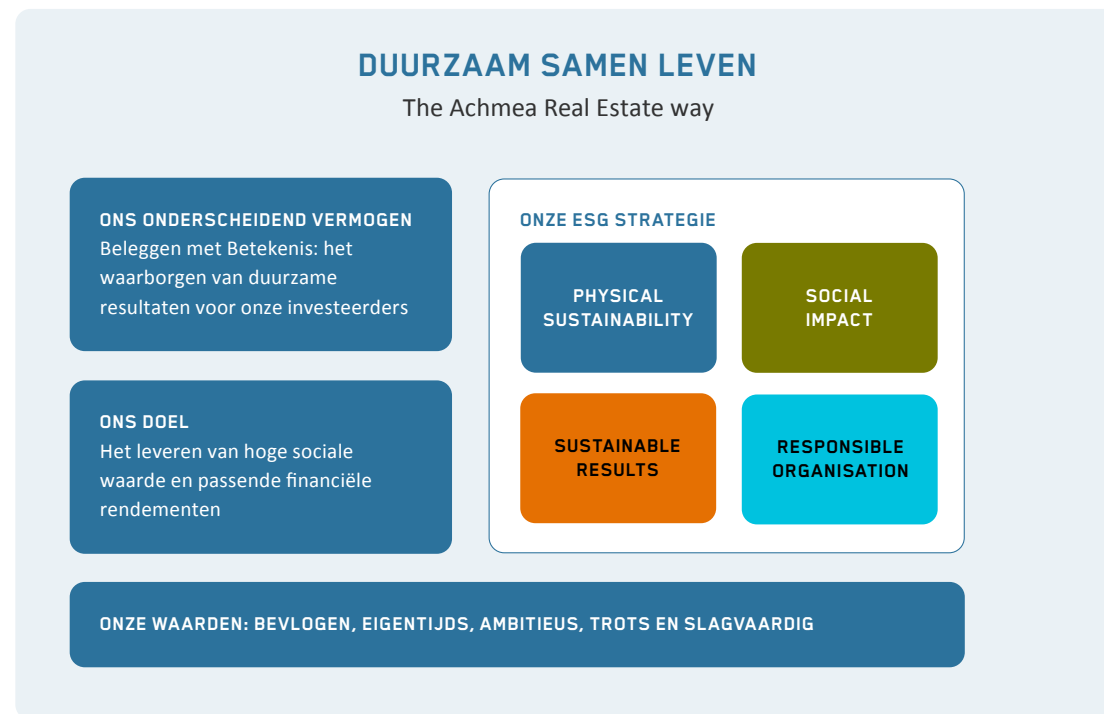 DUURZAAM SAMEN LEVEN
The Achmea Real Estate way
ONS ONDERSCHEIDEND VERMOGEN
Beleggen met Betekenis: het
waarborgen van duurzame
resultaten voor onze investeerders
ONS DOEL
Het leveren van hoge sociale
waarde en passende financiële
rendementen
ONZE ESG STRATEGIE
PHYSICAL
SUSTAINABILITY
SOCIAL
IMPACT
SUSTAINABLE
RESULTS
RESPONSIBLE
ORGANISATION
ONZE WAARDEN: BEVLOGEN, EIGENTIJDS, AMBITIEUS, TROTS EN SLAGVAARDIG